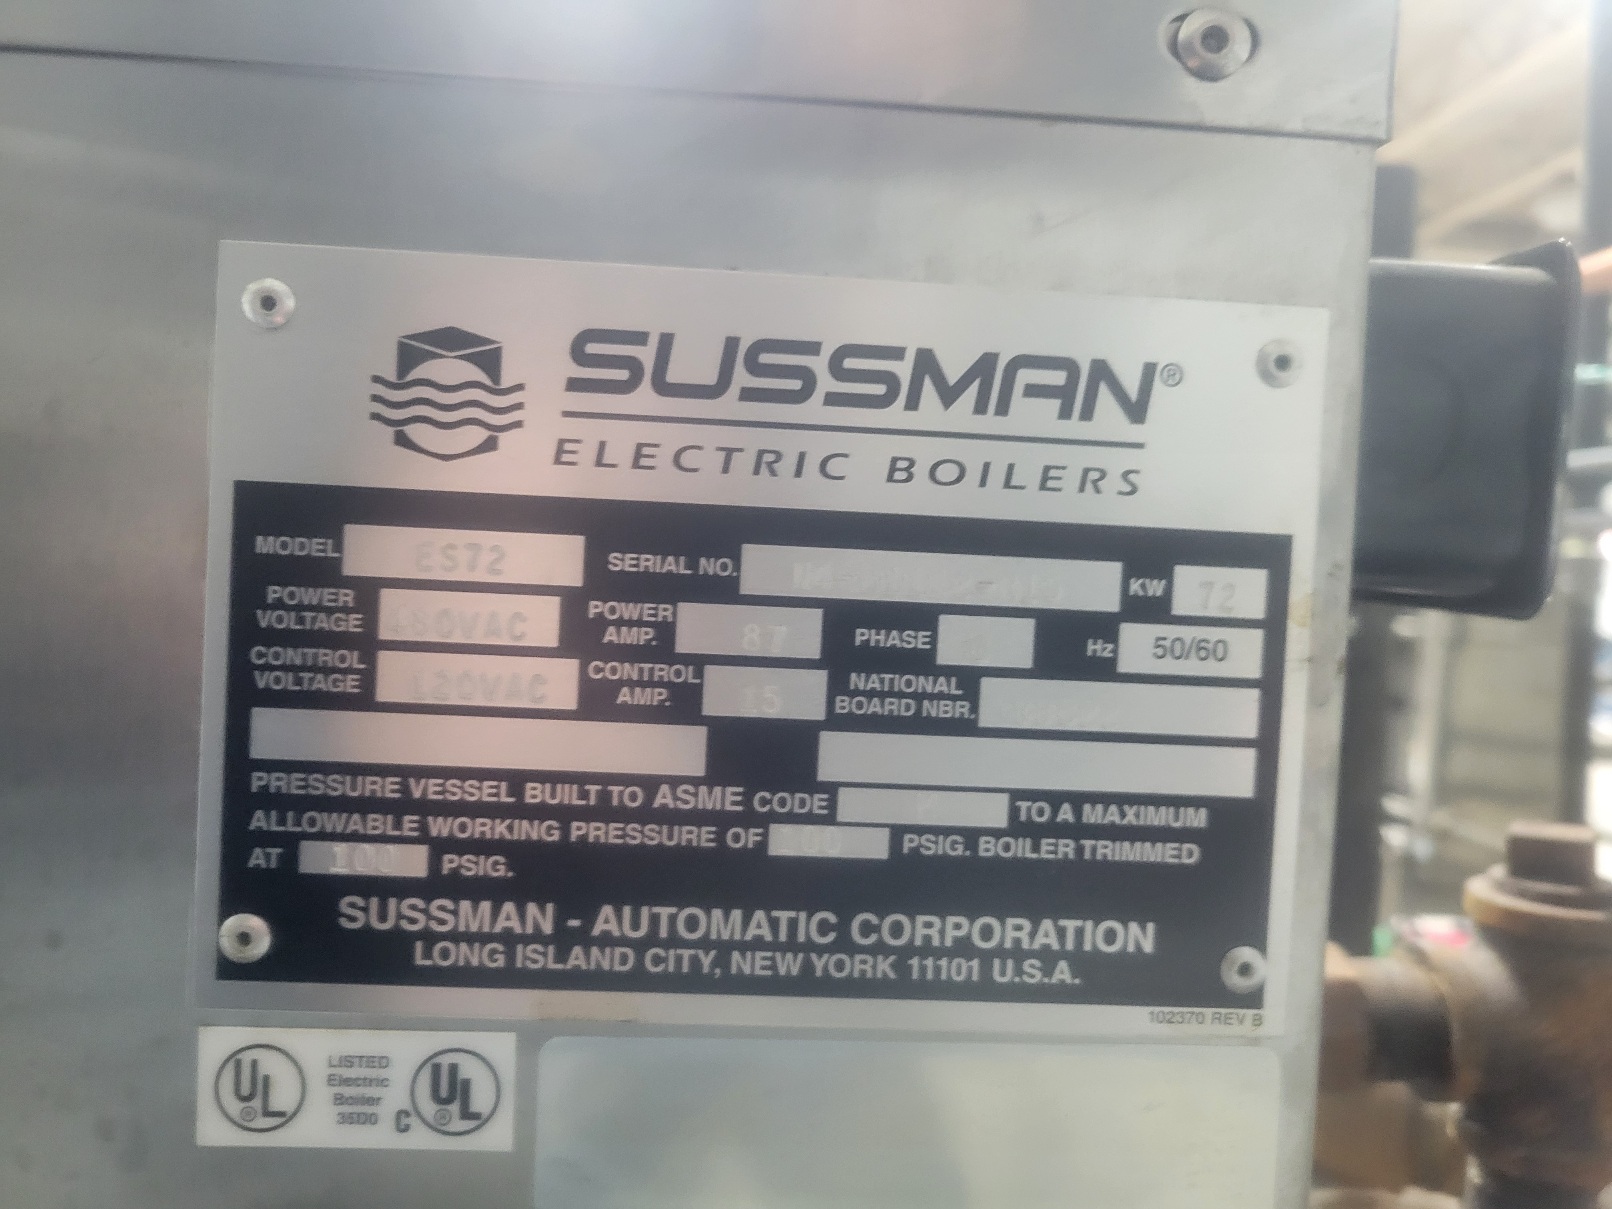 SUSSMAN®
ELECTRIC BOILERS
MODEL ES72 SERIAL NO. KW 72
POWER VOLTAGE 480VAC POWER AMP. 87 PHASE Hz 50/60
CONTROL VOLTAGE 120VAC CONTROL AMP. 15 NATIONAL BOARD NBR.
PRESSURE VESSEL BUILT TO ASME CODE TO A MAXIMUM
ALLOWABLE WORKING PRESSURE OF 100 PSIG. BOILER TRIMMED
AT 100 PSIG.
SUSSMAN - AUTOMATIC CORPORATION
LONG ISLAND CITY, NEW YORK 11101 U.S.A.
102370 REV B
UL ®
LISTED
Electric
Boiler
36D0
C UL ®